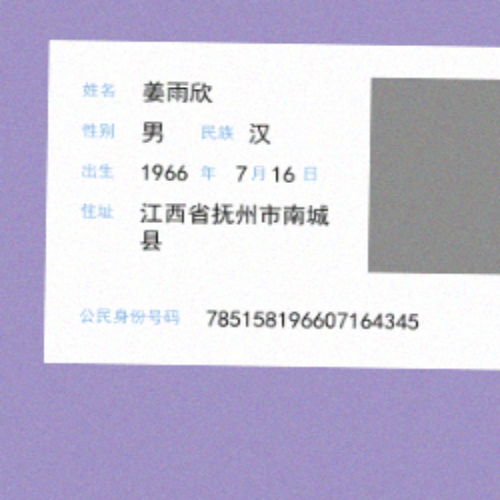 姓名 姜雨欣
性别 男 民族 汉
出生 1966 年 7 月 16 日
住址 江西省抚州市南城
县
公民身份号码 785158196607164345